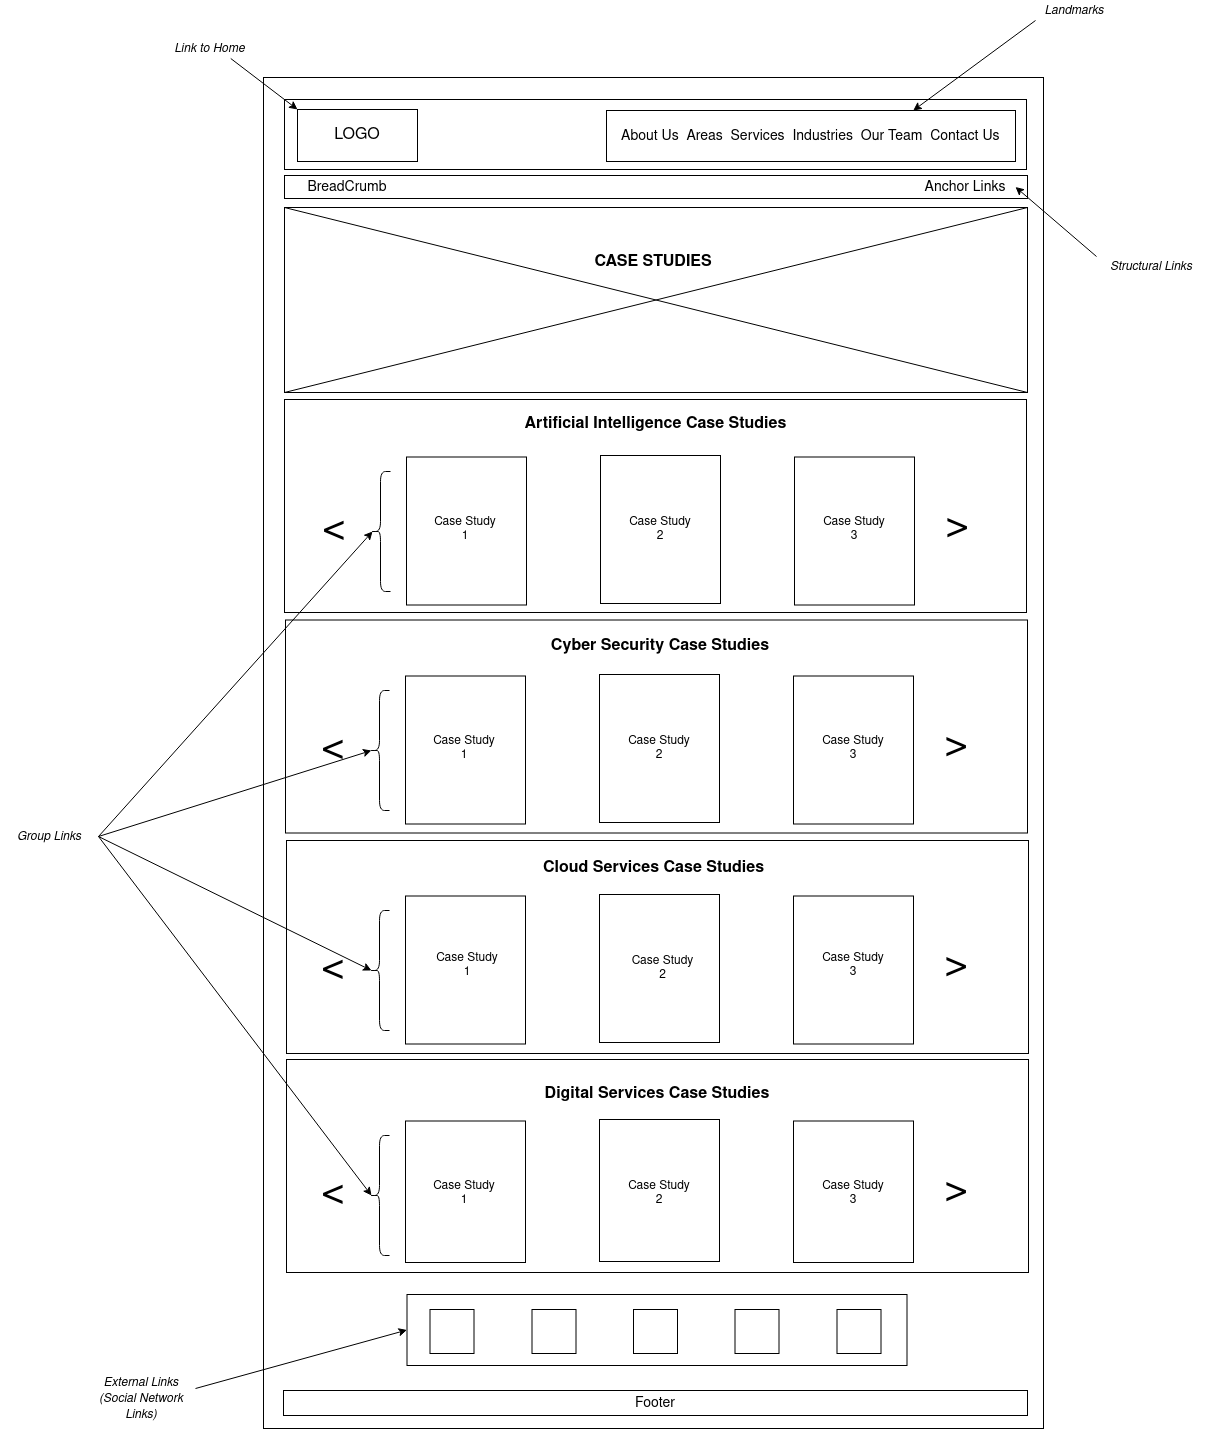 Landmarks
Link to Home
LOGO
About Us Areas Services Industries Our Team Contact Us
BreadCrumb
Anchor Links
Structural Links
CASE STUDIES
Artificial Intelligence Case Studies
<
Case Study
1
Case Study
2
Case Study
3
>
Cyber Security Case Studies
<
Case Study
1
Case Study
2
Case Study
3
>
Group Links
Cloud Services Case Studies
<
Case Study
1
Case Study
2
Case Study
3
>
Digital Services Case Studies
<
Case Study
1
Case Study
2
Case Study
3
>
External Links
(Social Network
Links)
Footer